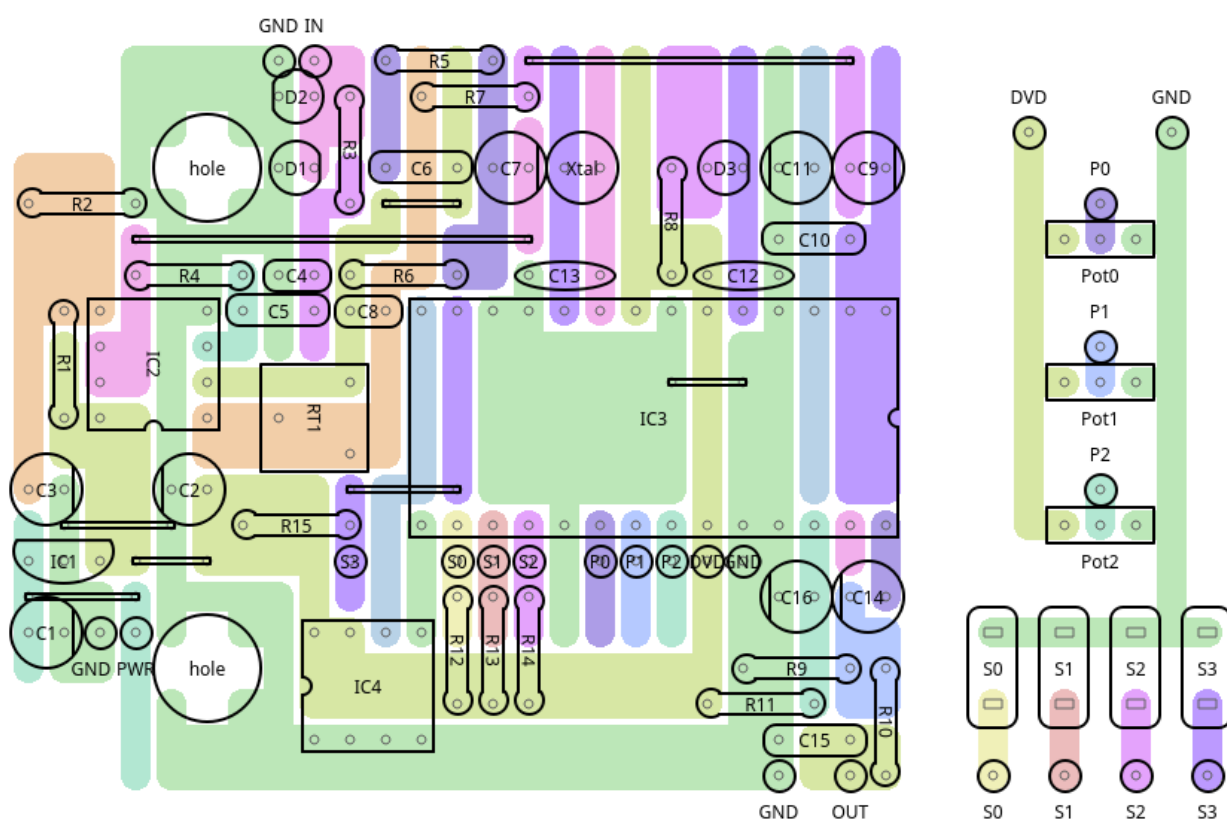 GND IN
R5
DVD
GND
D2
R7
R3
hole
D1
C6
C7
Xtal
D3
C11
C9
P0
R2
R8
C10
Pot0
R4
C4
R6
C13
C12
C5
C8
P1
R1
IC2
RT1
IC3
Pot1
P2
C3
C2
R15
Pot2
IC1
S3
S0
S1
S2
P0
P1
P2
DVD
GND
C16
C14
C1
GND
PWR
hole
IC4
R12
R13
R14
R9
R11
R10
S0
S1
S2
S3
C15
GND
OUT
S0
S1
S2
S3